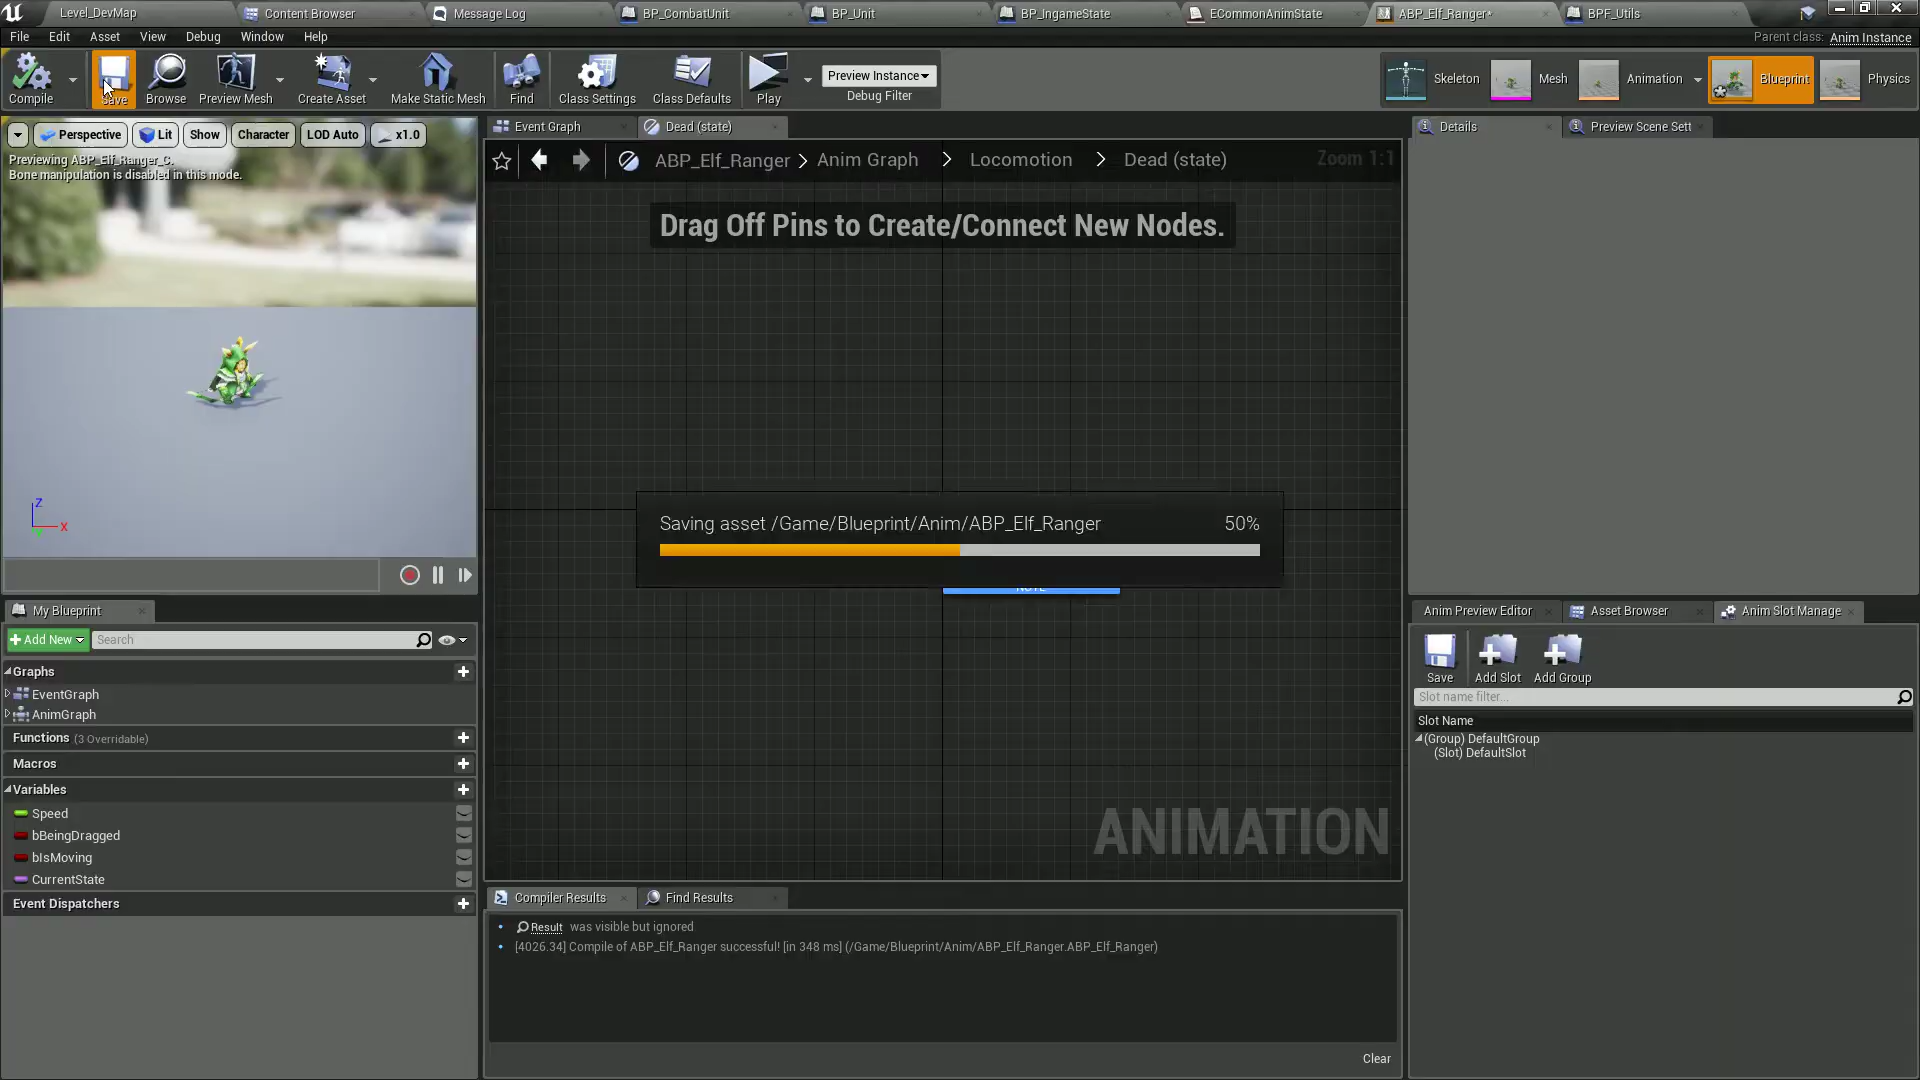 Level_DevMap
Content Browser
Message Log
BP_CombatUnit
BP_Unit
BP_IngameState
ECommonAnimState
ABP_Elf_Ranger*
BPF_Utils
File Edit Asset View Debug Window Help
Parent class: Anim Instance
Compile
Save
Browse
Preview Mesh
Create Asset
Make Static Mesh
Find
Class Settings
Class Defaults
Play
Preview Instance
Debug Filter
Skeleton
Mesh
Animation
Blueprint
Physics
Perspective
Lit
Show
Character
LOD Auto
x1.0
Previewing ABP_Elf_Ranger_C.
Bone manipulation is disabled in this mode.
Z
X
Event Graph
Dead (state)
ABP_Elf_Ranger > Anim Graph > Locomotion > Dead (state)
Zoom 1:1
Drag Off Pins to Create/Connect New Nodes.
Saving asset /Game/Blueprint/Anim/ABP_Elf_Ranger 50%
ANIMATION
Details
Preview Scene Sett
My Blueprint
Add New
Search
Graphs
EventGraph
AnimGraph
Functions (3 Overridable)
Macros
Variables
Speed
bBeingDragged
bIsMoving
CurrentState
Event Dispatchers
Compiler Results
Find Results
Result was visible but ignored
[4026.34] Compile of ABP_Elf_Ranger successful! [in 348 ms] (/Game/Blueprint/Anim/ABP_Elf_Ranger.ABP_Elf_Ranger)
Clear
Anim Preview Editor
Asset Browser
Anim Slot Manage
Save
Add Slot
Add Group
Slot name filter...
Slot Name
(Group) DefaultGroup
(Slot) DefaultSlot